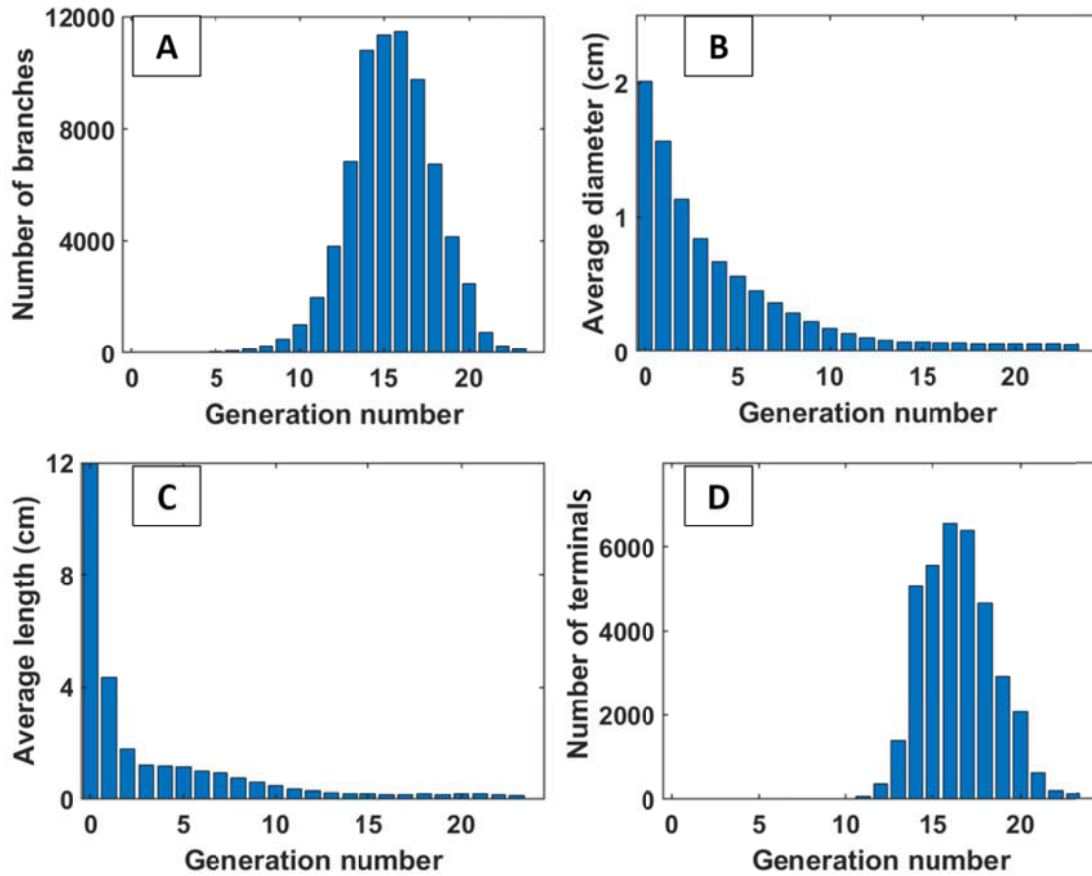 A
Number of branches
12000
8000
4000
0
0 5 10 15 20
Generation number
B
Average diameter (cm)
2
1
0
0 5 10 15 20
Generation number
C
Average length (cm)
12
8
4
0
0 5 10 15 20
Generation number
D
Number of terminals
6000
4000
2000
0
0 5 10 15 20
Generation number